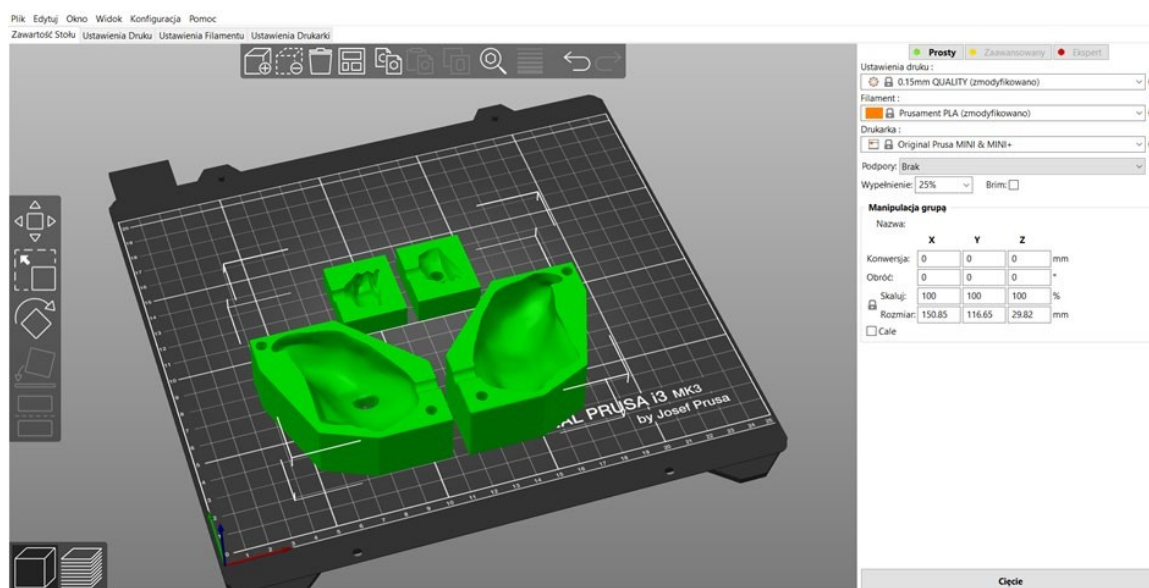 Plik Edytuj Okno Widok Konfiguracja Pomoc
Zawartość Stołu Ustawienia Druku Ustawienia Filamentu Ustawienia Drukarki
Prosty Zaawansowany Ekspert
Ustawienia druku :
0.15mm QUALITY (zmodyfikowano)
Filament :
Prusament PLA (zmodyfikowano)
Drukarka :
Original Prusa MINI & MINI+
Podpory: Brak
Wypełnienie: 25% Brim:
Manipulacja grupą
Nazwa:
X Y Z
Konwersja: 0 0 0 mm
Obróć: 0 0 0 °
Skaluj: 100 100 100 %
Rozmiar: 150.85 116.65 29.82 mm
Cale
AL PRUSA i3 MK3
by Josef Prusa
Cięcie